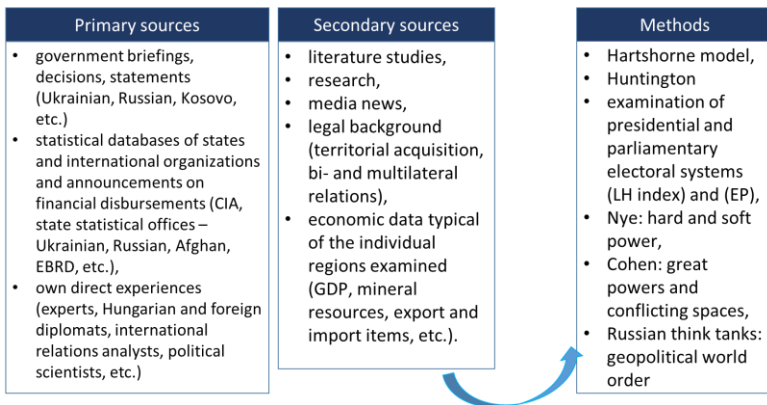 Primary sources
• government briefings,
decisions, statements
(Ukrainian, Russian, Kosovo,
etc.)
• statistical databases of states
and international organizations
and announcements on
financial disbursements (CIA,
state statistical offices –
Ukrainian, Russian, Afghan,
EBRD, etc.),
• own direct experiences
(experts, Hungarian and foreign
diplomats, international
relations analysts, political
scientists, etc.)
Secondary sources
• literature studies,
• research,
• media news,
• legal background
(territorial acquisition,
bi- and multilateral
relations),
• economic data typical
of the individual
regions examined
(GDP, mineral
resources, export and
import items, etc.).
Methods
• Hartshorne model,
• Huntington
• examination of
presidential and
parliamentary
electoral systems
(LH index) and (EP),
• Nye: hard and soft
power,
• Cohen: great
powers and
conflicting spaces,
• Russian think tanks:
geopolitical world
order